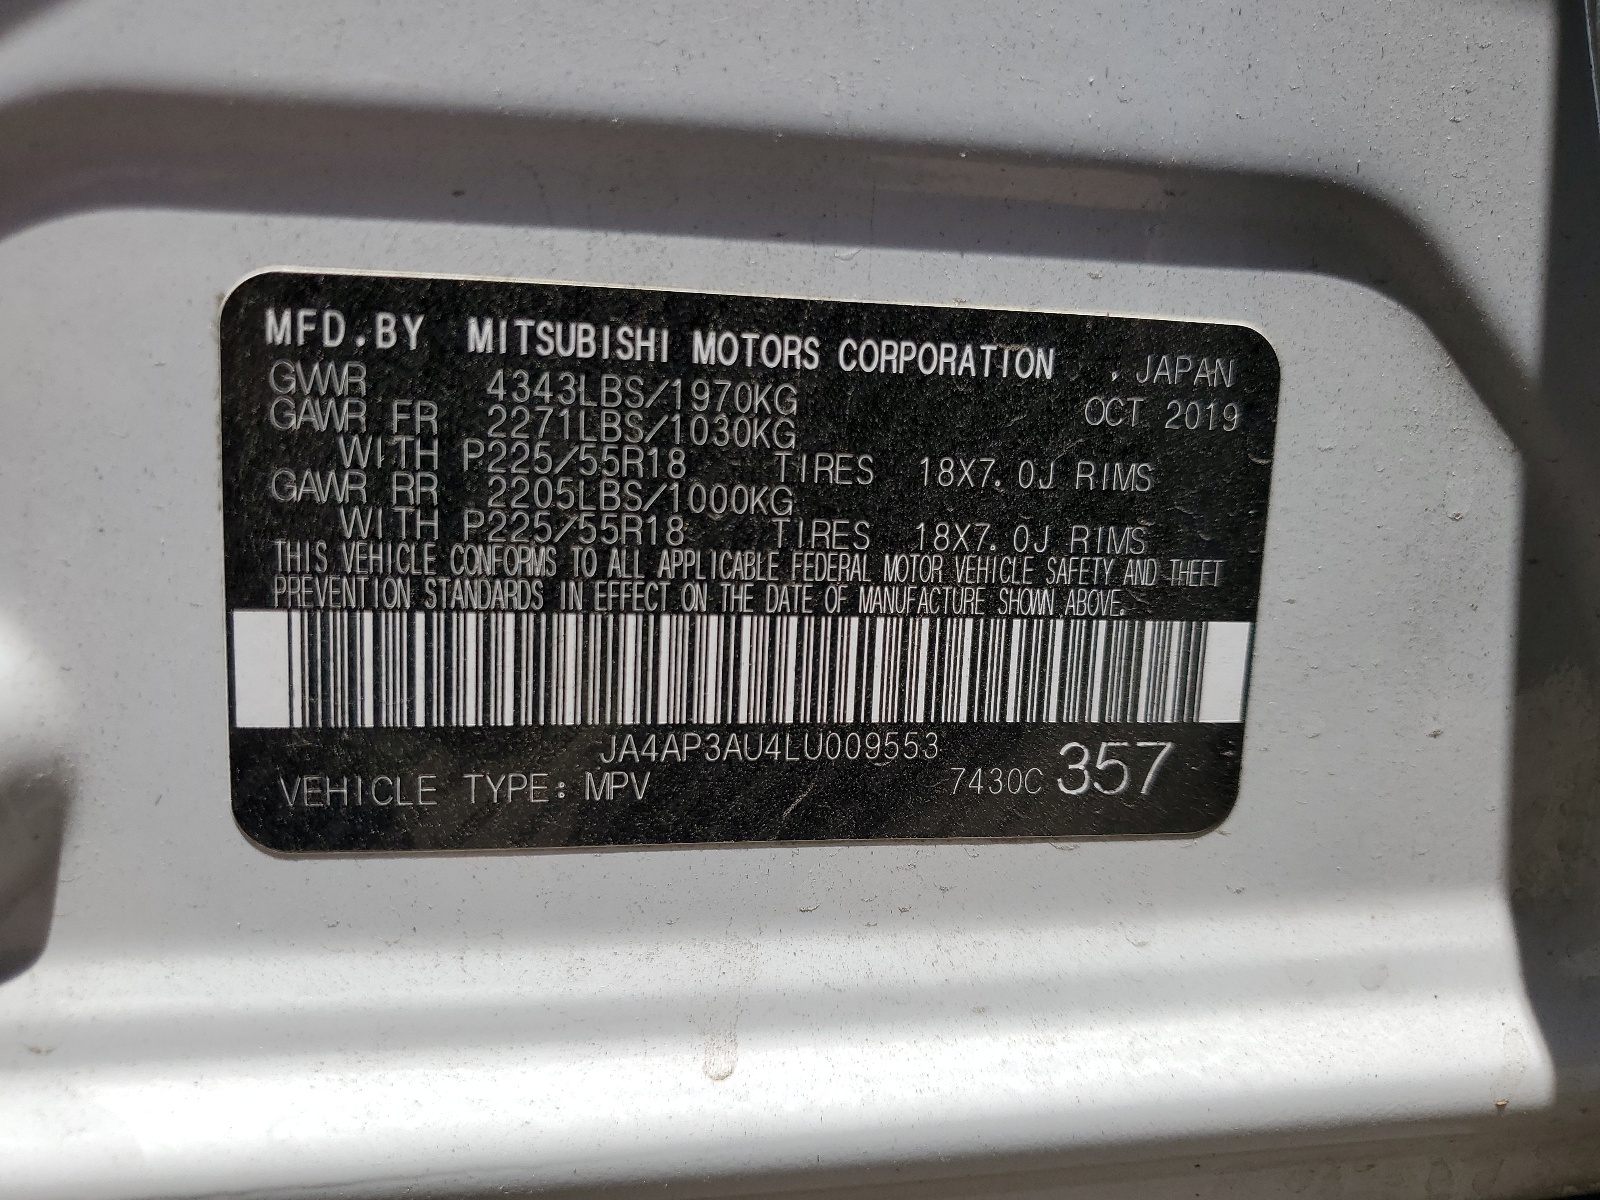 MFD.BY MITSUBISHI MOTORS CORPORATION , JAPAN
GVWR 4343LBS/1970KG OCT 2019
GAWR FR 2271LBS/1030KG
WITH P225/55R18 TIRES 18X7.0J RIMS
GAWR RR 2205LBS/1000KG
WITH P225/55R18 TIRES 18X7.0J RIMS
THIS VEHICLE CONFORMS TO ALL APPLICABLE FEDERAL MOTOR VEHICLE SAFETY AND THEFT
PREVENTION STANDARDS IN EFFECT ON THE DATE OF MANUFACTURE SHOWN ABOVE.
JA4AP3AU4LU009553
VEHICLE TYPE: MPV 7430C 357